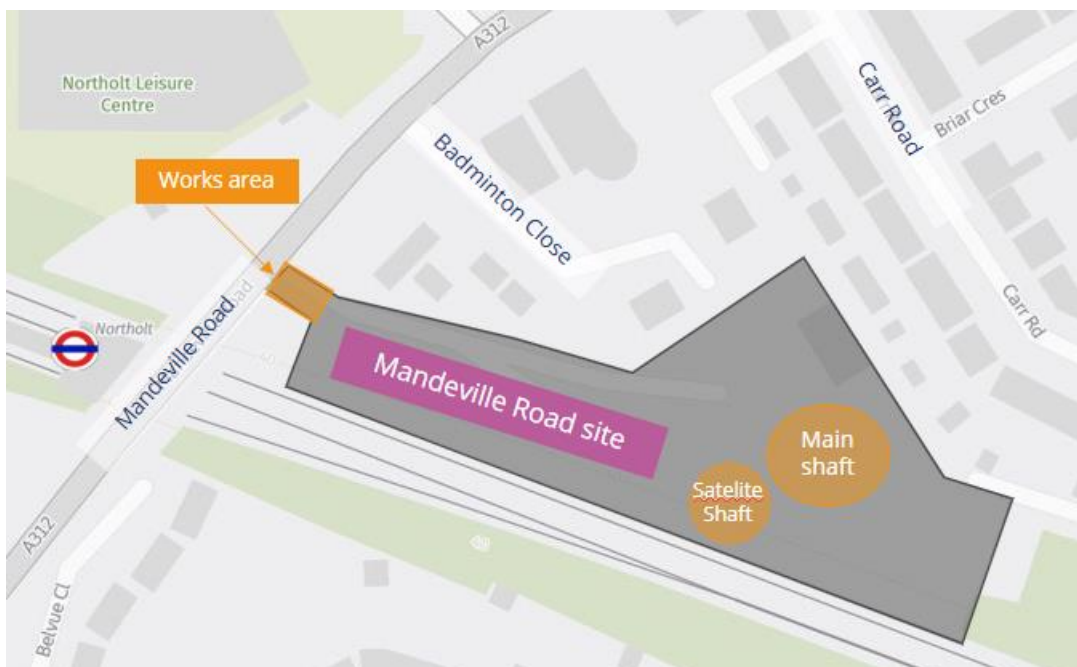 A312
Northolt Leisure
Centre
Carr Road
Briar Cres
Badminton Close
Works area
Carr Rd
Northolt
Mandeville Road
Mandeville Road site
Main
shaft
Satelite
Shaft
A312
Belvue Cl